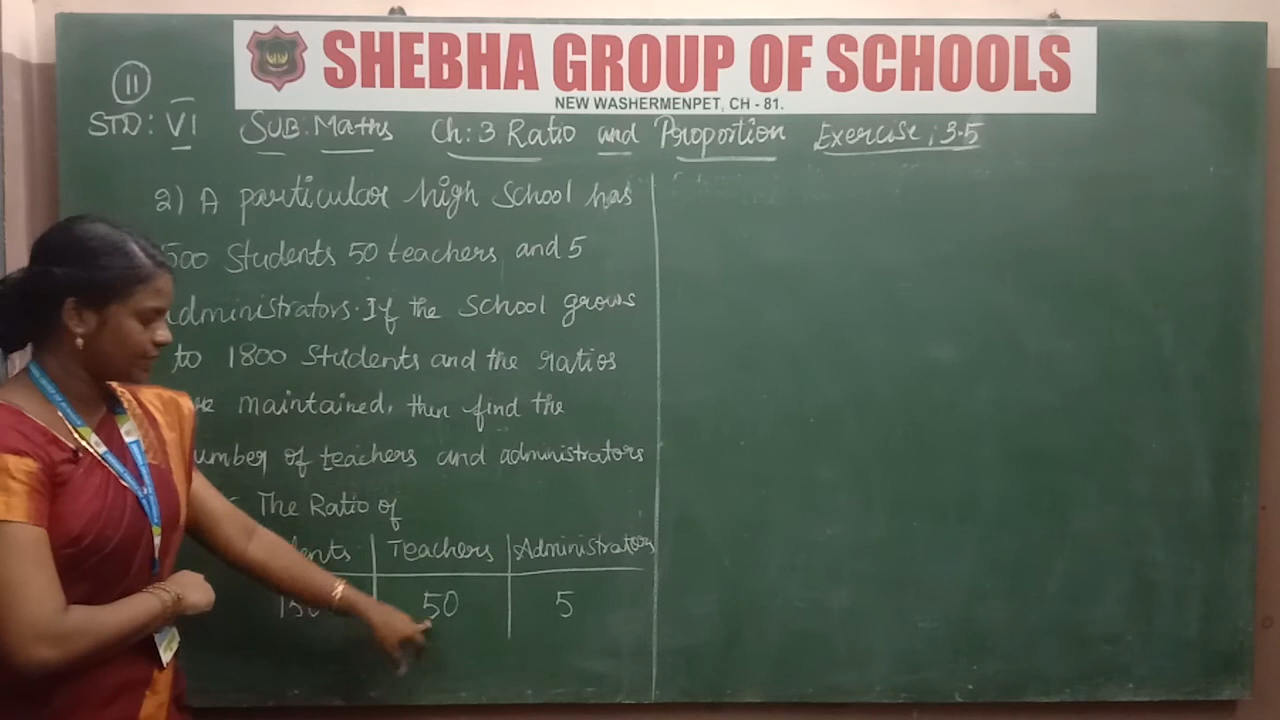 SHEBHA GROUP OF SCHOOLS
NEW WASHERMENPET, CH - 81.
11
STD: VI SUB: Maths Ch: 3 Ratio and Proportion Exercise; 3.5
2) A particular high School has
500 Students 50 teachers and 5
administrators. If the School grows
to 1800 Students and the ratios
maintained, then find the
number of teachers and administrators
The Ratio of
Teachers Administrators
50 5